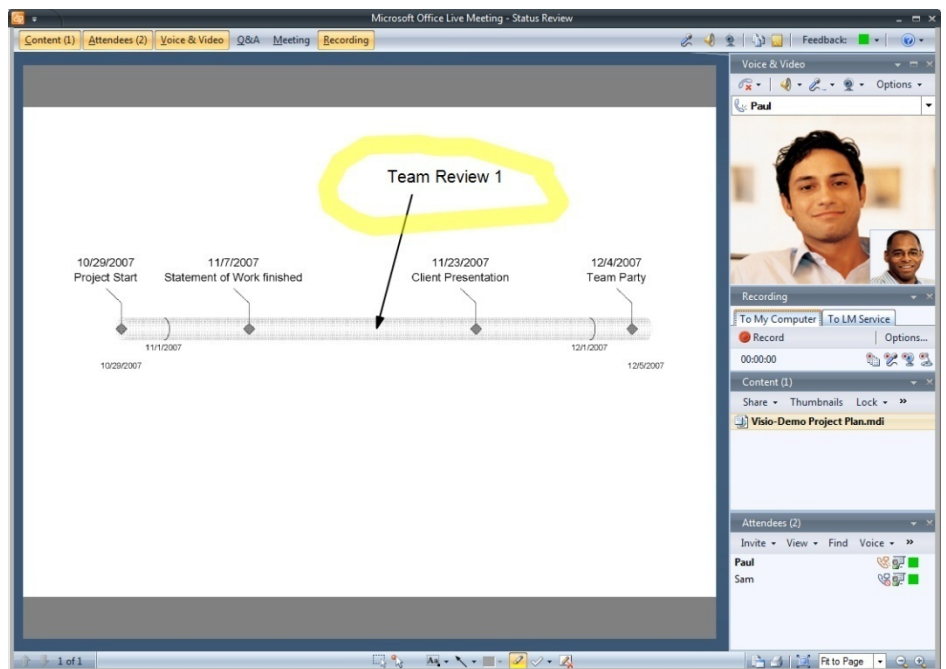 Microsoft Office Live Meeting - Status Review
Content (1) Attendees (2) Voice & Video Q&A Meeting Recording
Feedback:
Voice & Video
Options
Paul
Team Review 1
10/29/2007
Project Start
11/7/2007
Statement of Work finished
11/23/2007
Client Presentation
12/4/2007
Team Party
11/1/2007
12/1/2007
10/29/2007
12/5/2007
Recording
To My Computer To LM Service
Record Options...
00:00:00
Content (1)
Share Thumbnails Lock »
Visio-Demo Project Plan.mdi
Attendees (2)
Invite View Find Voice »
Paul
Sam
1 of 1
Aa
Fit to Page